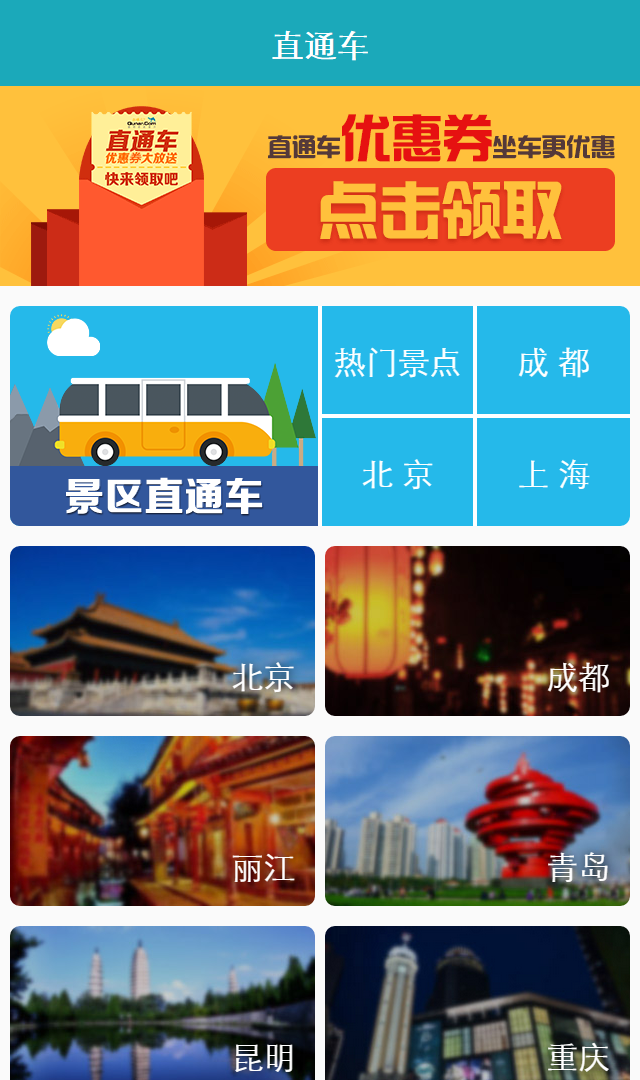 直通车
Qunar.Com
直通车
优惠券大放送
快来领取吧
直通车优惠券坐车更优惠
点击领取
热门景点
成 都
景区直通车
北 京
上 海
北京
成都
丽江
青岛
昆明
重庆